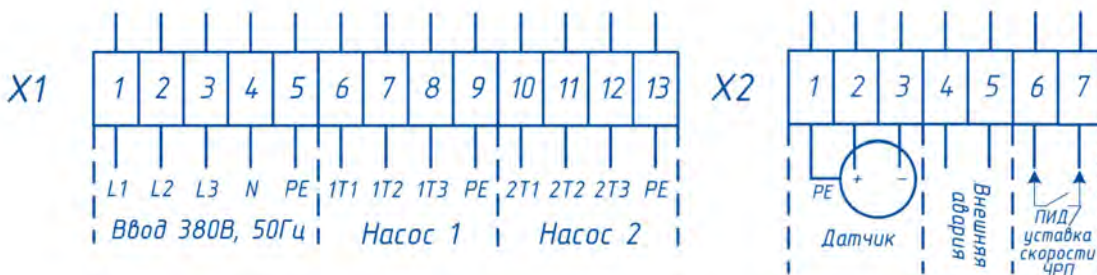 X1
1 2 3 4 5 6 7 8 9 10 11 12 13
L1 L2 L3 N PE 1T1 1T2 1T3 PE 2T1 2T2 2T3 PE
Ввод 380В, 50Гц
Насос 1
Насос 2
X2
1 2 3 4 5 6 7
PE
+ -
Датчик
Внешняя
авария
ПИД/
уставка
скорости
ЧРП